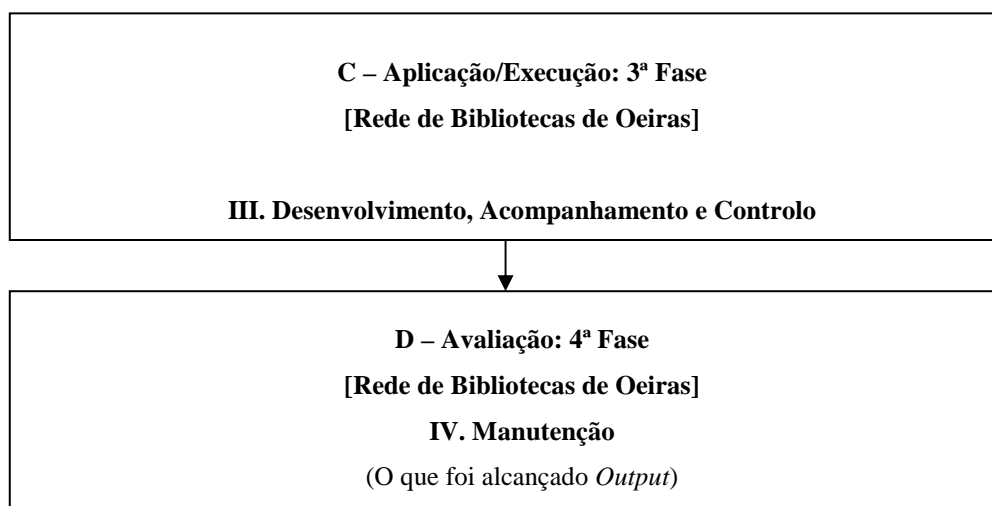 C – Aplicação/Execução: 3ª Fase
[Rede de Bibliotecas de Oeiras]
III. Desenvolvimento, Acompanhamento e Controlo
D – Avaliação: 4ª Fase
[Rede de Bibliotecas de Oeiras]
IV. Manutenção
(O que foi alcançado Output)